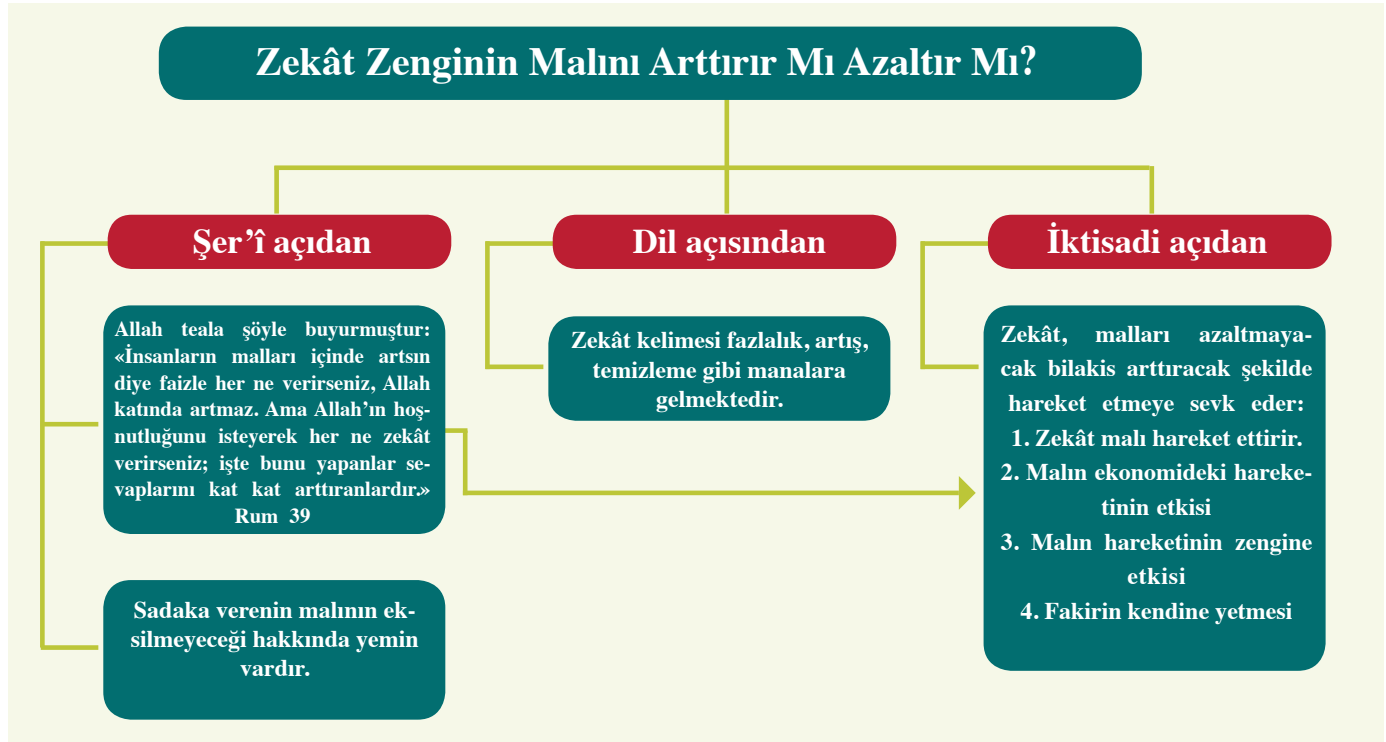 Zekât Zenginin Malını Arttırır Mı Azaltır Mı?
Şer’î açıdan
Allah teala şöyle buyurmuştur:
«İnsanların malları içinde artsın
diye faizle her ne verirseniz, Allah
katında artmaz. Ama Allah’ın hoş-
nutluğunu isteyerek her ne zekât
verirseniz; işte bunu yapanlar se-
vaplarını kat kat arttıranlardır.»
Rum 39
Sadaka verenin malının ek-
silmeyeceği hakkında yemin
vardır.
Dil açısından
Zekât kelimesi fazlalık, artış,
temizleme gibi manalara
gelmektedir.
İktisadi açıdan
Zekât, malları azaltmaya-
cak bilakis arttıracak şekilde
hareket etmeye sevk eder:
1. Zekât malı hareket ettirir.
2. Malın ekonomideki hareke-
tinin etkisi
3. Malın hareketinin zengine
etkisi
4. Fakirin kendine yetmesi